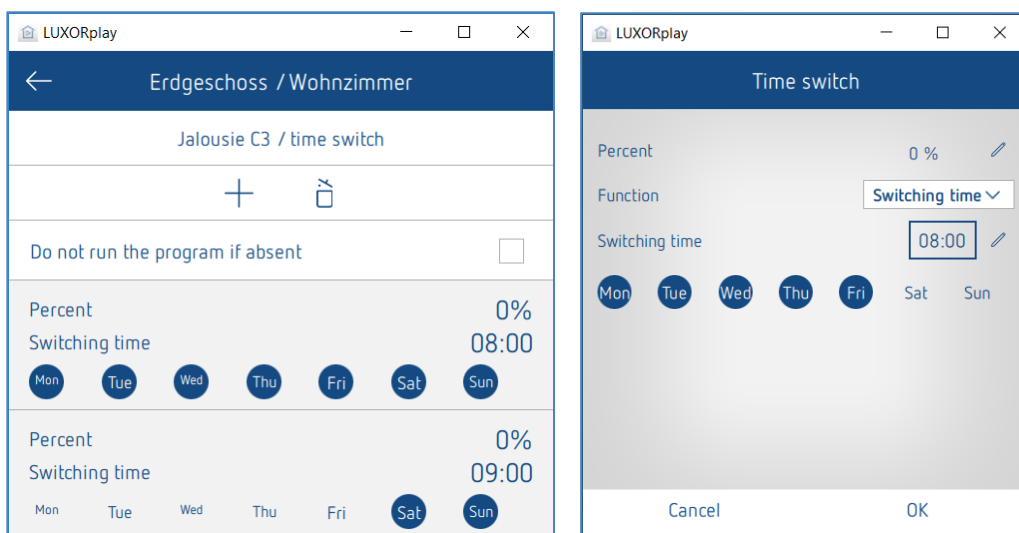 LUXORplay
Erdgeschoss / Wohnzimmer
Jalousie C3 / time switch
Do not run the program if absent
Percent 0%
Switching time 08:00
Mon Tue Wed Thu Fri Sat Sun
Percent 0%
Switching time 09:00
Mon Tue Wed Thu Fri Sat Sun
LUXORplay
Time switch
Percent 0 %
Function Switching time
Switching time 08:00
Mon Tue Wed Thu Fri Sat Sun
Cancel OK